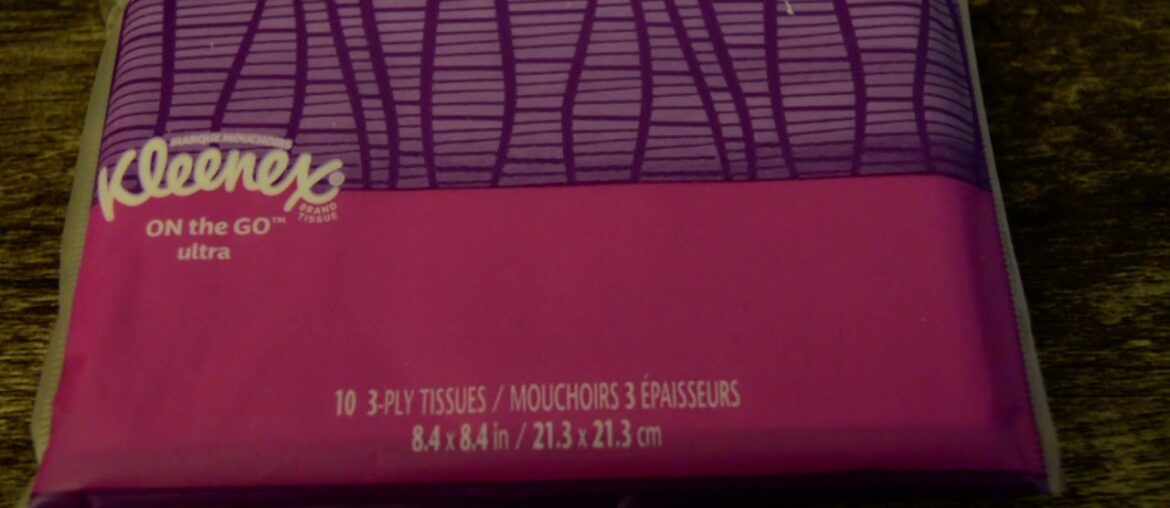 MARQUE MOUCHOIRS
Kleenex®
BRAND
TISSUE
ON the GO™
ultra
10 3-PLY TISSUES / MOUCHOIRS 3 ÉPAISSEURS
8.4 x 8.4 in / 21.3 x 21.3 cm